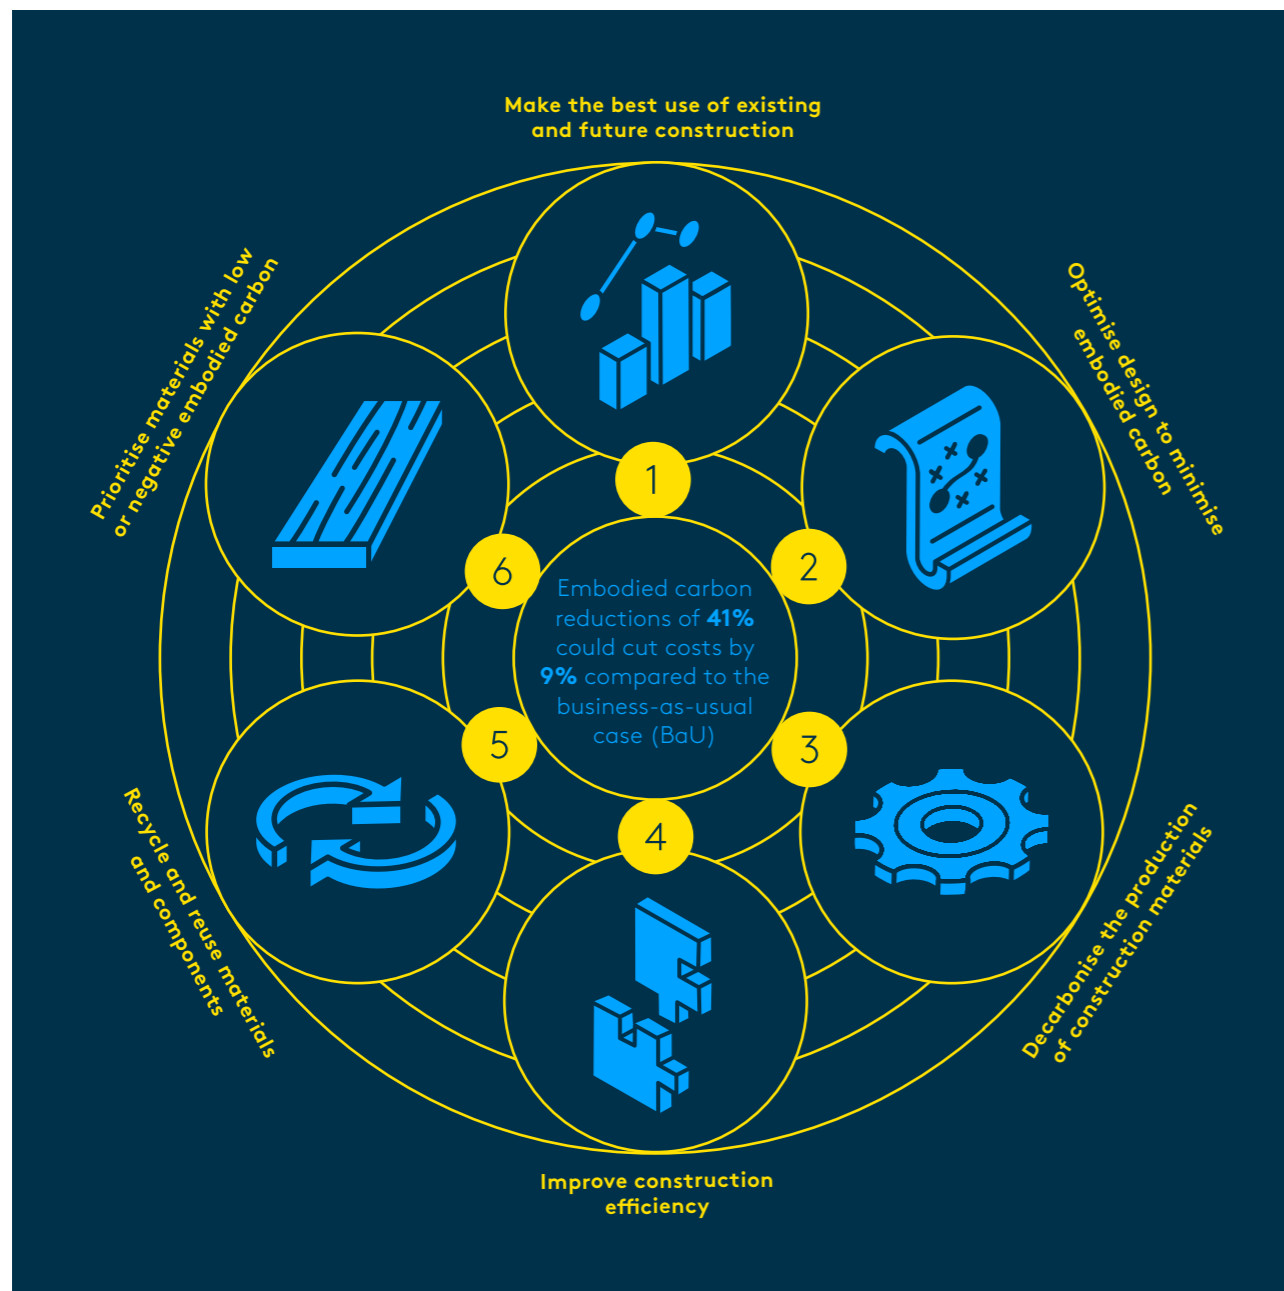 Make the best use of existing
and future construction
1
Optimise design to minimise
embodied carbon
2
Decarbonise the production
of construction materials
3
Improve construction
efficiency
4
Recycle and reuse materials
and components
5
Prioritise materials with low
or negative embodied carbon
6
Embodied carbon
reductions of 41%
could cut costs by
9% compared to the
business-as-usual
case (BaU)